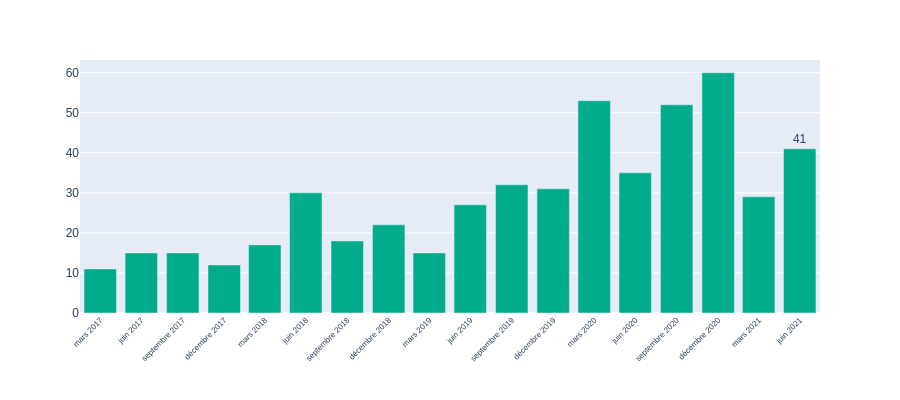 60
50
40
30
20
10
0
41
mars 2017
juin 2017
septembre 2017
décembre 2017
mars 2018
juin 2018
septembre 2018
décembre 2018
mars 2019
juin 2019
septembre 2019
décembre 2019
mars 2020
juin 2020
septembre 2020
décembre 2020
mars 2021
juin 2021